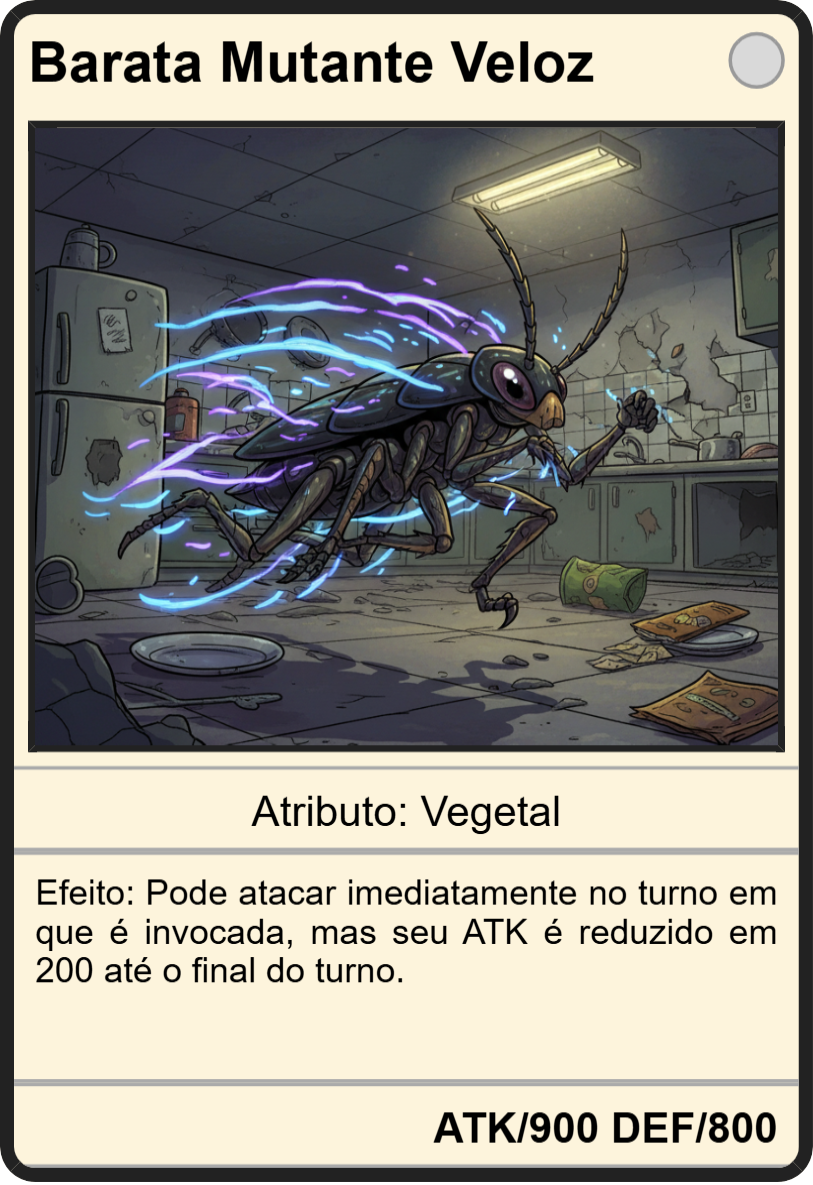 Barata Mutante Veloz
Atributo: Vegetal
Efeito: Pode atacar imediatamente no turno em
que é invocada, mas seu ATK é reduzido em
200 até o final do turno.
ATK/900 DEF/800